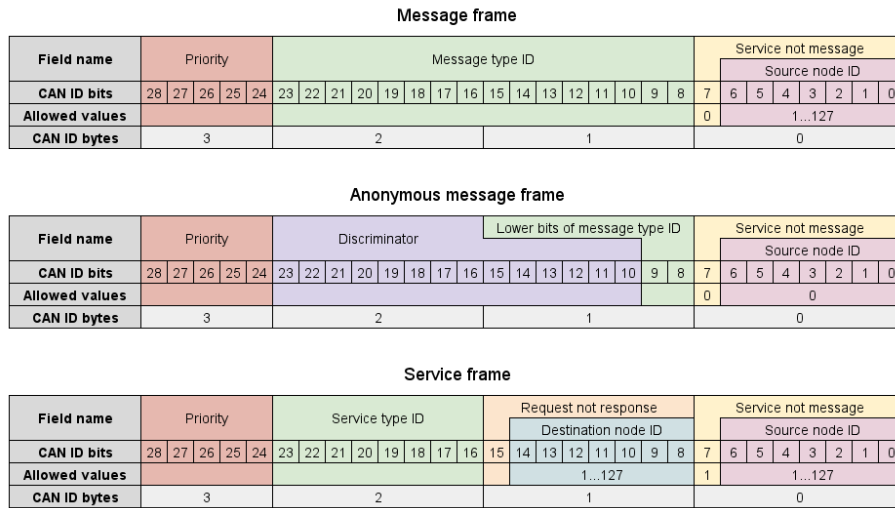 Message frame
Field name Priority Message type ID Service not message
Source node ID
CAN ID bits 28 27 26 25 24 23 22 21 20 19 18 17 16 15 14 13 12 11 10 9 8 7 6 5 4 3 2 1 0
Allowed values 0 1...127
CAN ID bytes 3 2 1 0
Anonymous message frame
Field name Priority Discriminator Lower bits of message type ID Service not message
Source node ID
CAN ID bits 28 27 26 25 24 23 22 21 20 19 18 17 16 15 14 13 12 11 10 9 8 7 6 5 4 3 2 1 0
Allowed values 0 0
CAN ID bytes 3 2 1 0
Service frame
Field name Priority Service type ID Request not response Service not message
Destination node ID Source node ID
CAN ID bits 28 27 26 25 24 23 22 21 20 19 18 17 16 15 14 13 12 11 10 9 8 7 6 5 4 3 2 1 0
Allowed values 1...127 1 1...127
CAN ID bytes 3 2 1 0